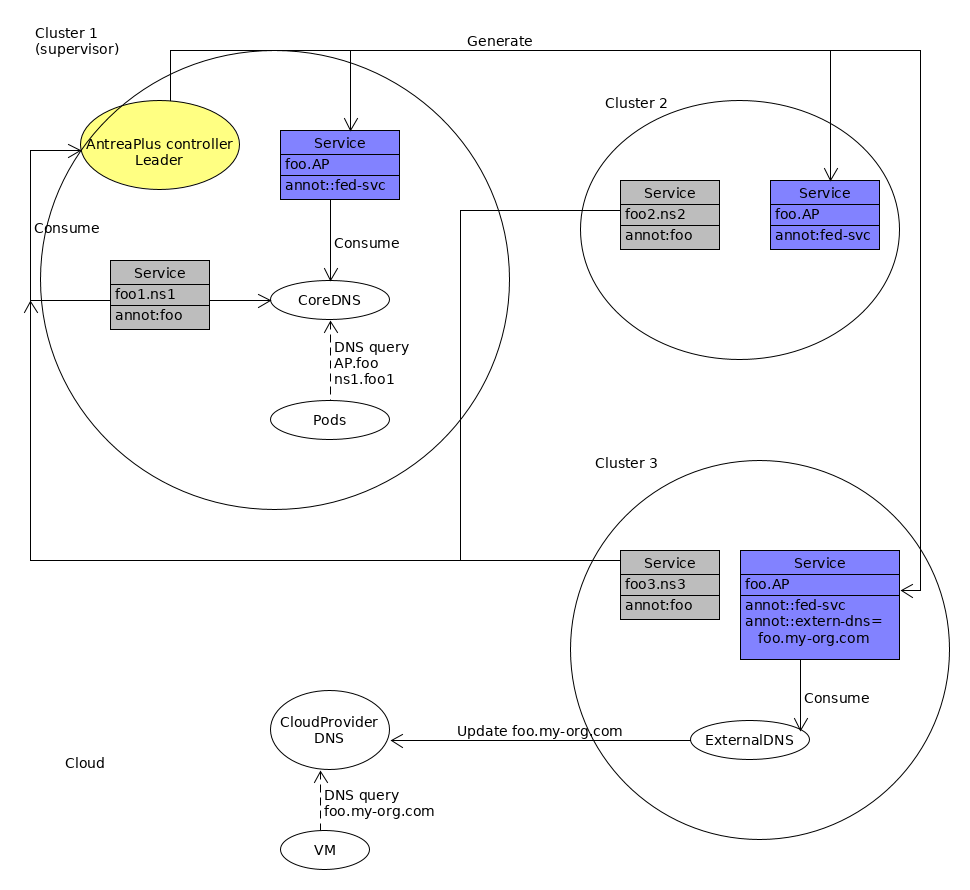 Cluster 1
(supervisor)
Generate
AntreaPlus controller
Leader
Service
foo.AP
annot::fed-svc
Consume
Consume
Service
foo1.ns1
annot:foo
CoreDNS
DNS query
AP.foo
ns1.foo1
Pods
Cluster 2
Service
foo2.ns2
annot:foo
Service
foo.AP
annot:fed-svc
Cluster 3
Service
foo3.ns3
annot:foo
Service
foo.AP
annot::fed-svc
annot::extern-dns=
foo.my-org.com
Consume
ExternalDNS
Update foo.my-org.com
CloudProvider
DNS
Cloud
DNS query
foo.my-org.com
VM